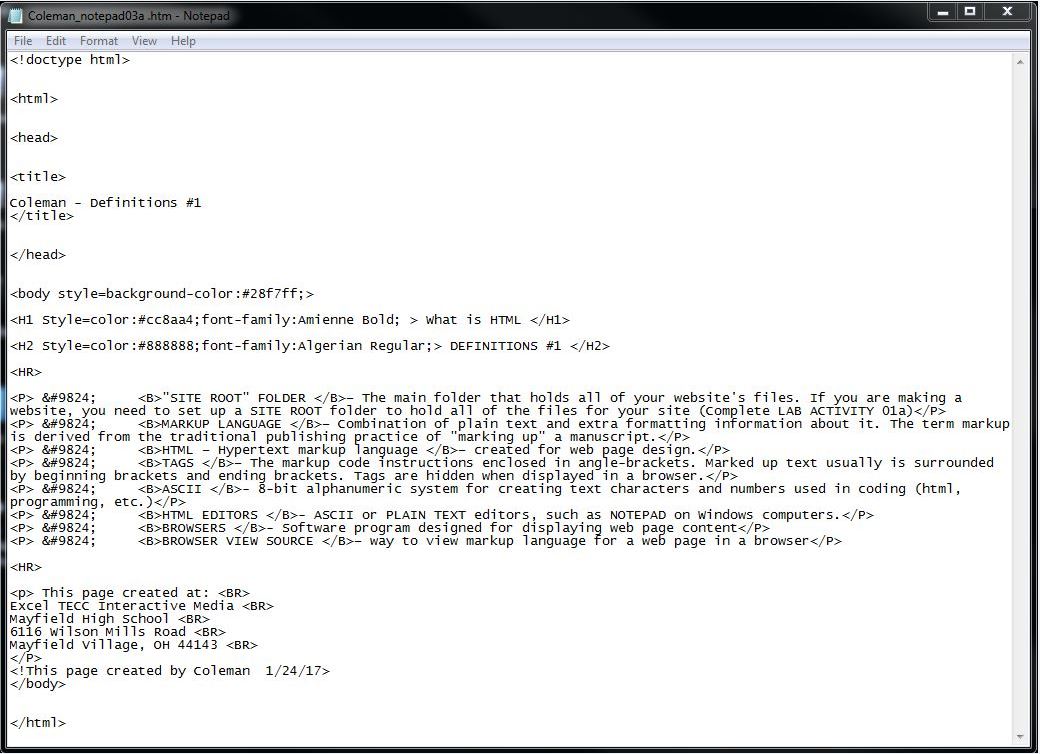 Coleman_notepad03a .htm - Notepad
File Edit Format View Help
<!doctype html>
<html>
<head>
<title>
Coleman - Definitions #1
</title>
</head>
<body style=background-color:#28f7ff;>
<H1 Style=color:#cc8aa4;font-family:Amienne Bold; > What is HTML </H1>
<H2 Style=color:#888888;font-family:Algerian Regular;> DEFINITIONS #1 </H2>
<HR>
<P> &#9824; <B>"SITE ROOT" FOLDER </B>- The main folder that holds all of your website's files. If you are making a
website, you need to set up a SITE ROOT folder to hold all of the files for your site (Complete LAB ACTIVITY 01a)</P>
<P> &#9824; <B>MARKUP LANGUAGE </B>- Combination of plain text and extra formatting information about it. The term markup
is derived from the traditional publishing practice of "marking up" a manuscript.</P>
<P> &#9824; <B>HTML - Hypertext markup language </B>- created for web page design.</P>
<P> &#9824; <B>TAGS </B>- The markup code instructions enclosed in angle-brackets. Marked up text usually is surrounded
by beginning brackets and ending brackets. Tags are hidden when displayed in a browser.</P>
<P> &#9824; <B>ASCII </B>- 8-bit alphanumeric system for creating text characters and numbers used in coding (html,
programming, etc.)</P>
<P> &#9824; <B>HTML EDITORS </B>- ASCII or PLAIN TEXT editors, such as NOTEPAD on Windows computers.</P>
<P> &#9824; <B>BROWSERS </B>- Software program designed for displaying web page content</P>
<P> &#9824; <B>BROWSER VIEW SOURCE </B>- way to view markup language for a web page in a browser</P>
<HR>
<p> This page created at: <BR>
Excel TECC Interactive Media <BR>
Mayfield High School <BR>
6116 Wilson Mills Road <BR>
Mayfield Village, OH 44143 <BR>
</P>
<!This page created by Coleman 1/24/17>
</body>
</html>